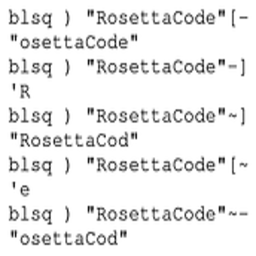 blsq ) "RosettaCode"[-
"osettaCode"
blsq ) "RosettaCode"-]
'R
blsq ) "RosettaCode"~]
"RosettaCod"
blsq ) "RosettaCode"[~
'e
blsq ) "RosettaCode"~-
"osettaCod"